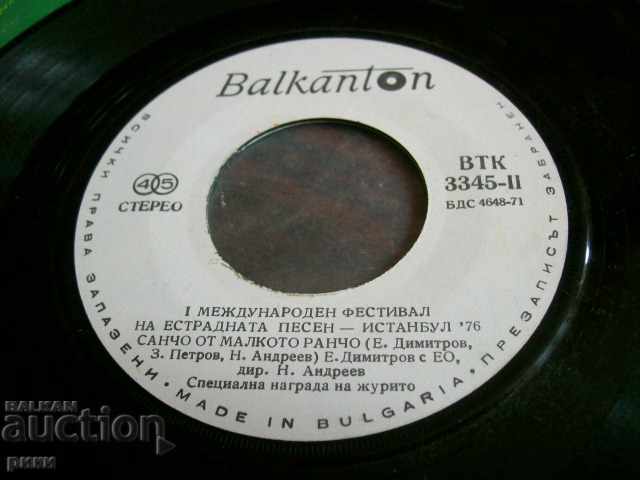 Balkanton
ВСИЧКИ ПРАВА ЗАПАЗЕНИ · MADE IN BULGARIA · ПРЕЗАПИСЪТ ЗАБРАНЕН
45
СТЕРЕО
ВТК
3345-II
БДС 4648-71
I МЕЖДУНАРОДЕН ФЕСТИВАЛ
НА ЕСТРАДНАТА ПЕСЕН — ИСТАНБУЛ '76
САНЧО ОТ МАЛКОТО РАНЧО (Е. Димитров,
З. Петров, Н. Андреев) Е. Димитров с ЕО,
дир. Н. Андреев
Специална награда на журито
BALKAN
auction
рики